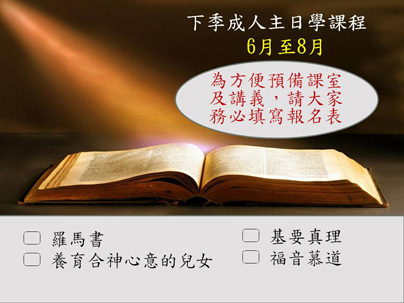 下季成人主日學課程
6月至8月
為方便預備課室
及講義，請大家
務必填寫報名表
羅馬書
養育合神心意的兒女
基要真理
福音慕道